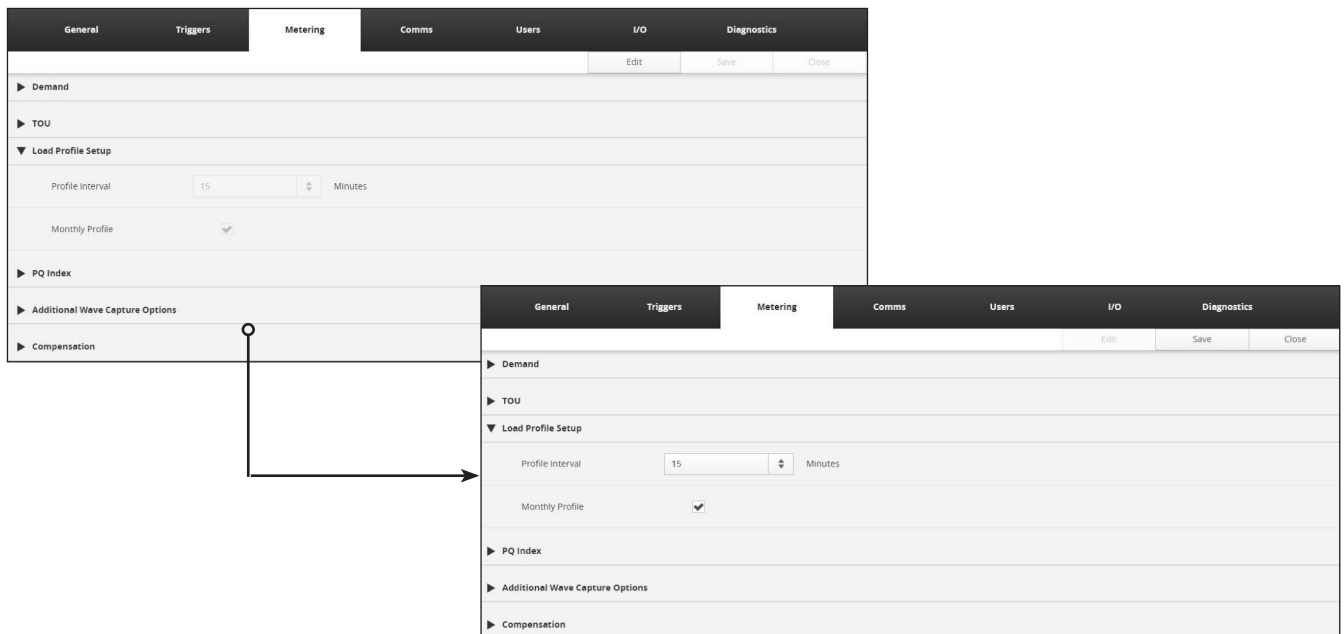 General Triggers Metering Comms Users I/O Diagnostics
Edit Save Close
Demand
TOU
Load Profile Setup
Profile Interval 15 Minutes
Monthly Profile
PQ Index
Additional Wave Capture Options
Compensation
General Triggers Metering Comms Users I/O Diagnostics
Edit Save Close
Demand
TOU
Load Profile Setup
Profile Interval 15 Minutes
Monthly Profile
PQ Index
Additional Wave Capture Options
Compensation